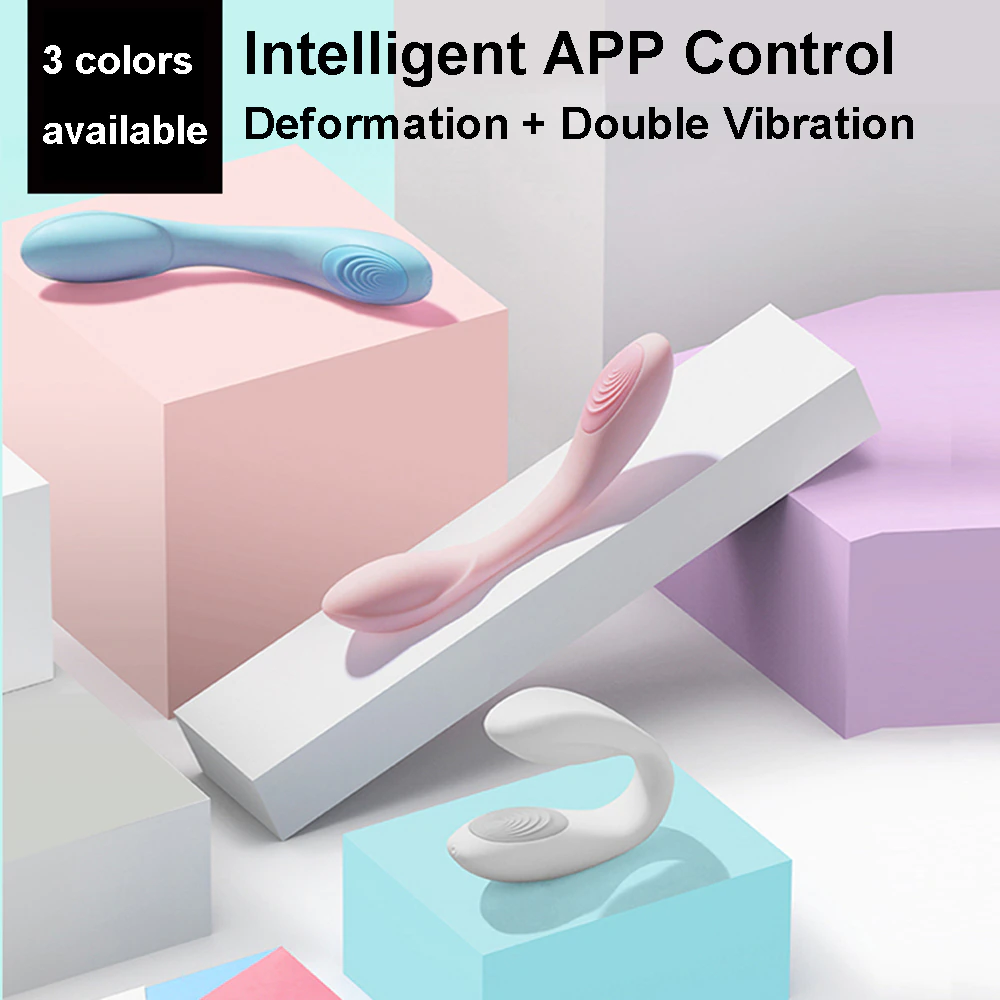 3 colors
available
Intelligent APP Control
Deformation + Double Vibration